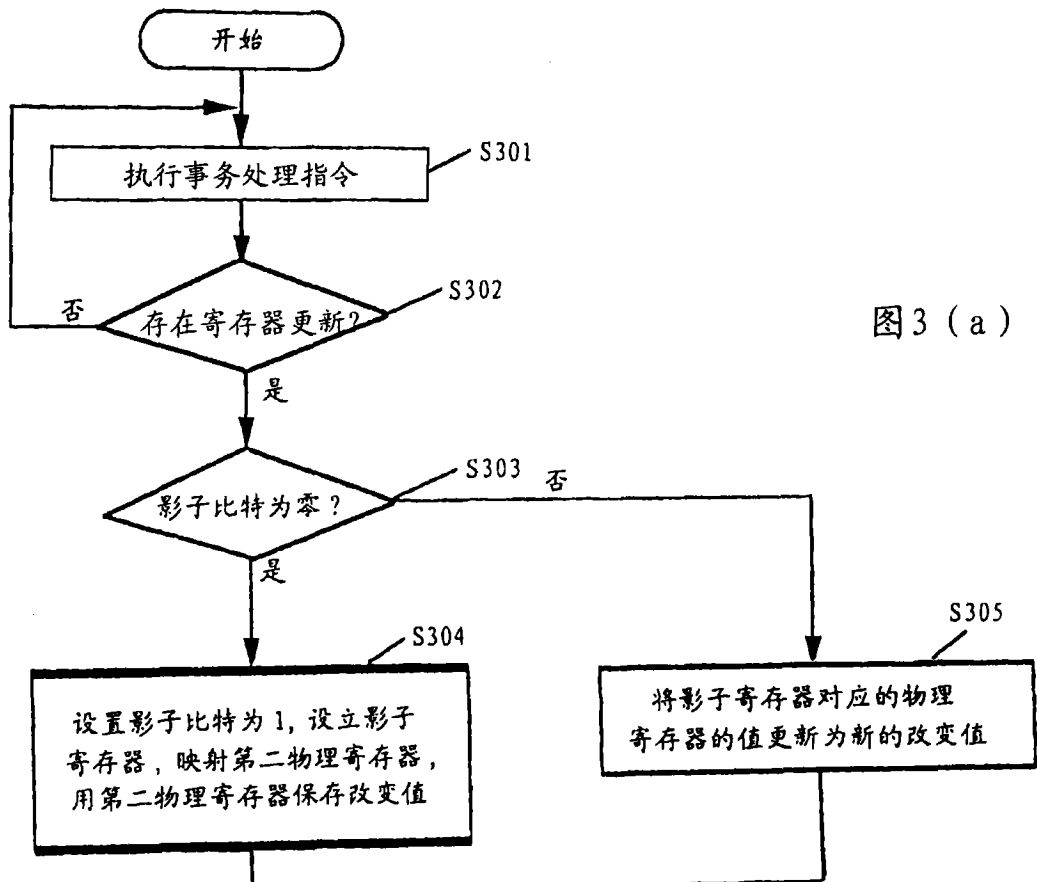 开始
执行事务处理指令
S301
存在寄存器更新?
S302
否
是
图3(a)
影子比特为零?
S303
否
是
S304
设置影子比特为1,设立影子
寄存器,映射第二物理寄存器,
用第二物理寄存器保存改变值
S305
将影子寄存器对应的物理
寄存器的值更新为新的改变值